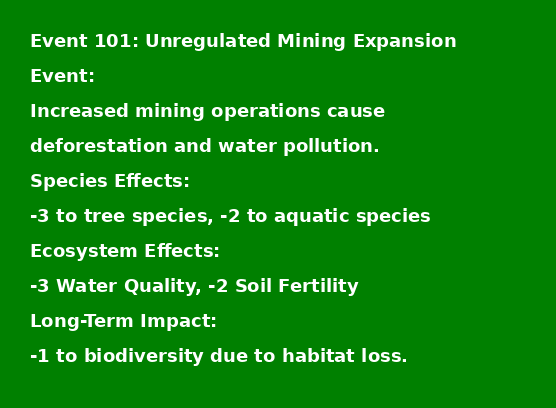 Event 101: Unregulated Mining Expansion
Event:
Increased mining operations cause
deforestation and water pollution.
Species Effects:
-3 to tree species, -2 to aquatic species
Ecosystem Effects:
-3 Water Quality, -2 Soil Fertility
Long-Term Impact:
-1 to biodiversity due to habitat loss.